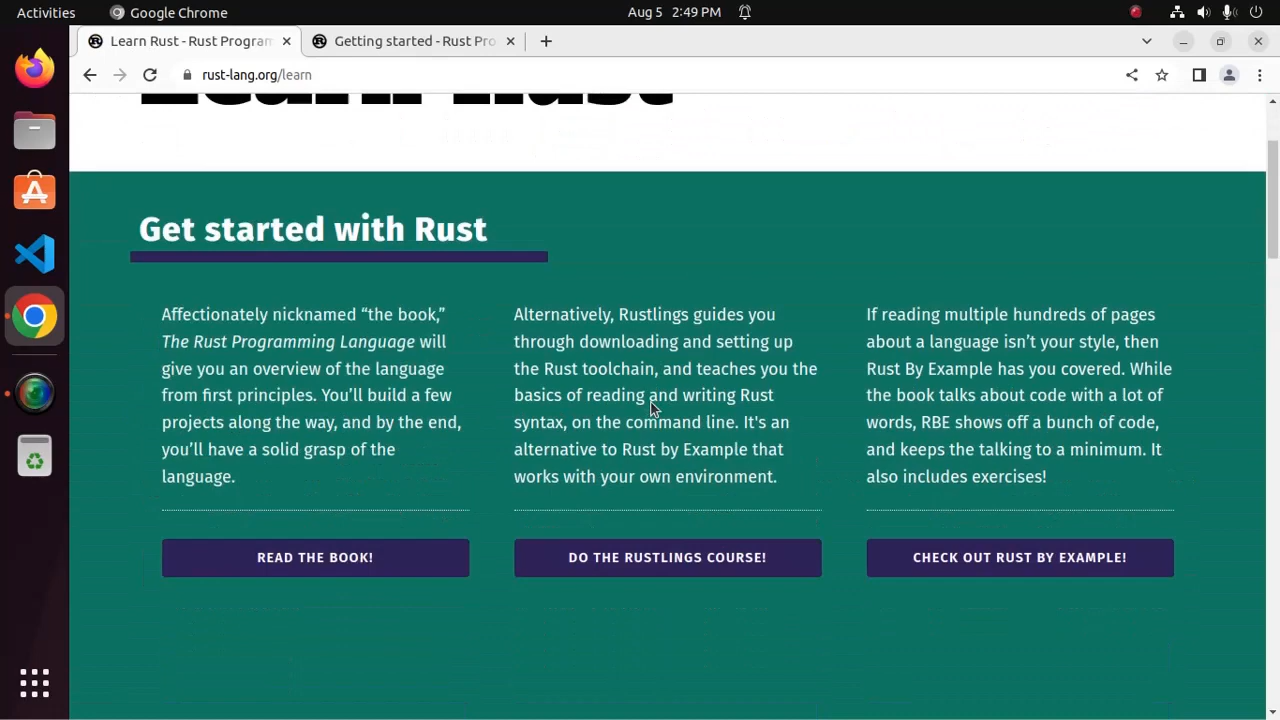 Activities
Google Chrome
Aug 5 2:49 PM
Learn Rust - Rust Program
Getting started - Rust Pro
rust-lang.org/learn
Learn Rust
Get started with Rust
Affectionately nicknamed “the book,”
The Rust Programming Language will
give you an overview of the language
from first principles. You’ll build a few
projects along the way, and by the end,
you’ll have a solid grasp of the
language.
READ THE BOOK!
Alternatively, Rustlings guides you
through downloading and setting up
the Rust toolchain, and teaches you the
basics of reading and writing Rust
syntax, on the command line. It's an
alternative to Rust by Example that
works with your own environment.
DO THE RUSTLINGS COURSE!
If reading multiple hundreds of pages
about a language isn’t your style, then
Rust By Example has you covered. While
the book talks about code with a lot of
words, RBE shows off a bunch of code,
and keeps the talking to a minimum. It
also includes exercises!
CHECK OUT RUST BY EXAMPLE!